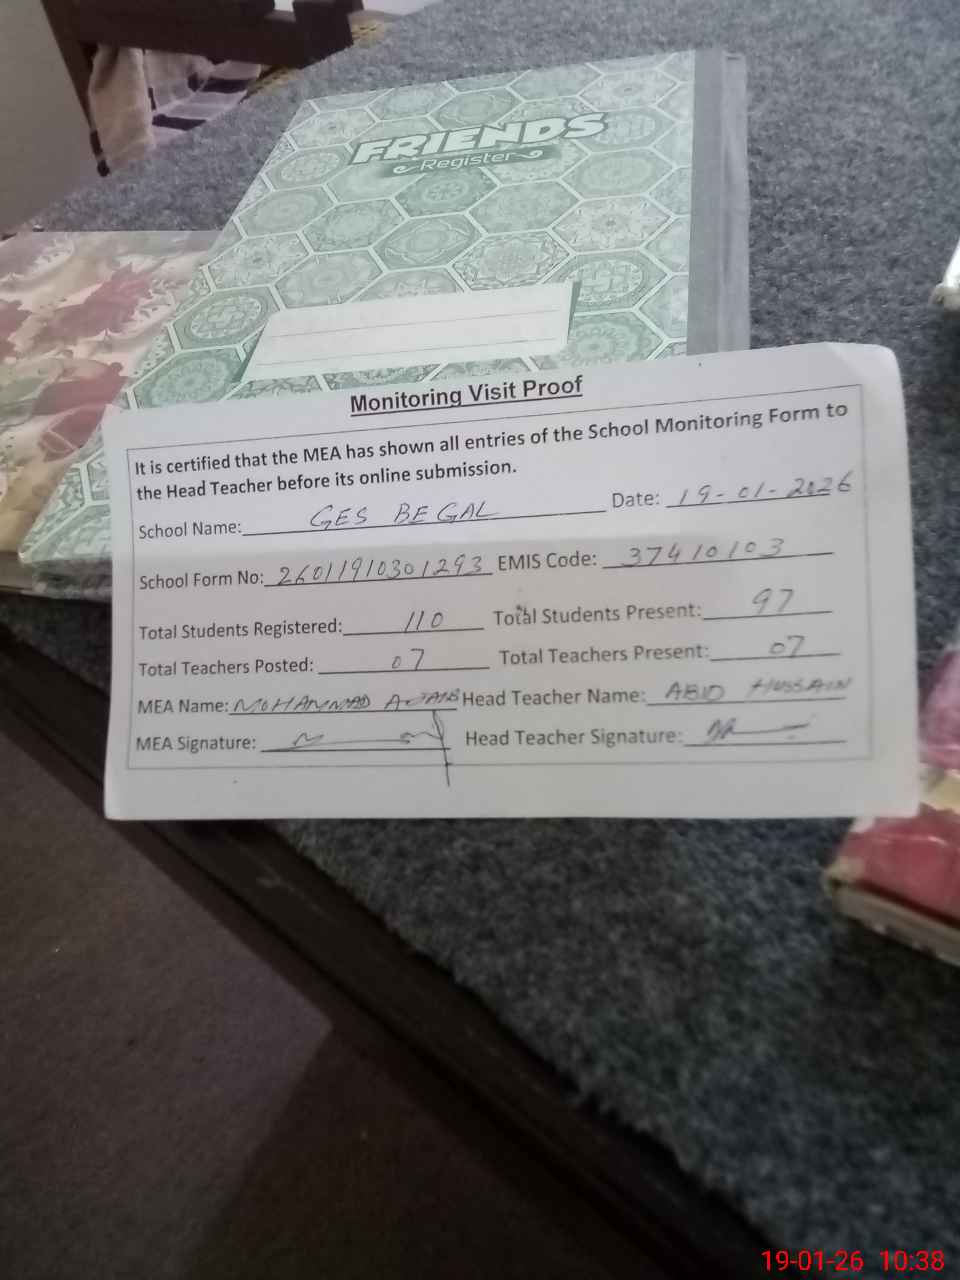 FRIENDS
Register
Monitoring Visit Proof
It is certified that the MEA has shown all entries of the School Monitoring Form to
the Head Teacher before its online submission.
School Name: GES BEGAL Date: 19-01-2026
School Form No: 26011910301293 EMIS Code: 37410103
Total Students Registered: 110 Total Students Present: 97
Total Teachers Posted: 07 Total Teachers Present: 07
MEA Name: MOHAMMAD AJAIB Head Teacher Name: ABID HUSSAIN
MEA Signature: Head Teacher Signature:
19-01-26 10:38